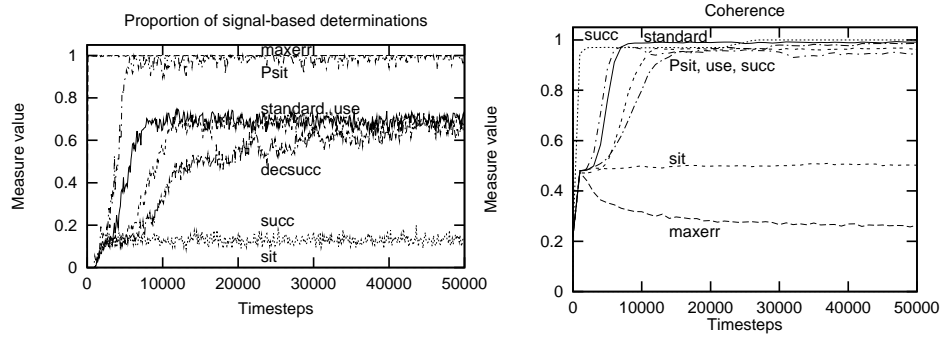 Proportion of signal-based determinations
Measure value
1
0.8
0.6
0.4
0.2
0
maxerri
Psit
standard, use
decsucc
succ
sit
0 10000 20000 30000 40000 50000
Timesteps
Coherence
Measure value
1
0.8
0.6
0.4
0.2
0
succ standard
Psit, use, succ
sit
maxerr
0 10000 20000 30000 40000 50000
Timesteps